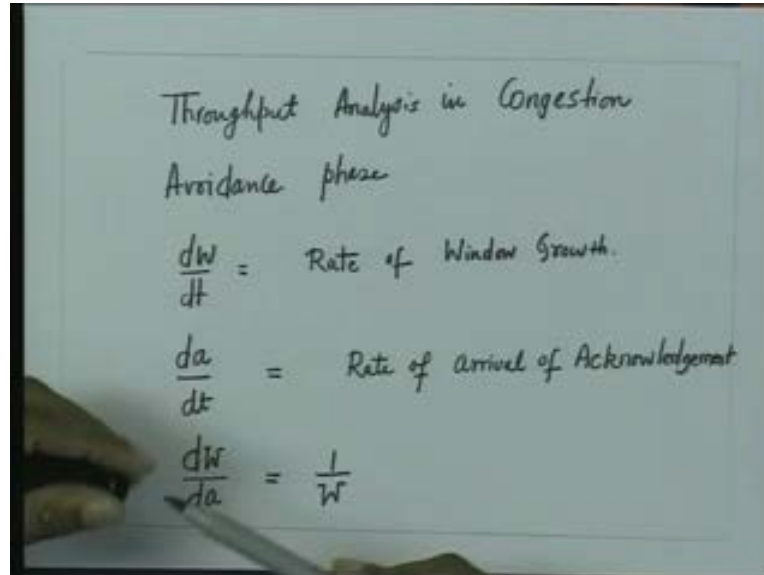 Throughput Analysis in Congestion
Avoidance phase
dW/dt = Rate of Window Growth.
da/dt = Rate of arrival of Acknowledgement
dW/da = 1/W